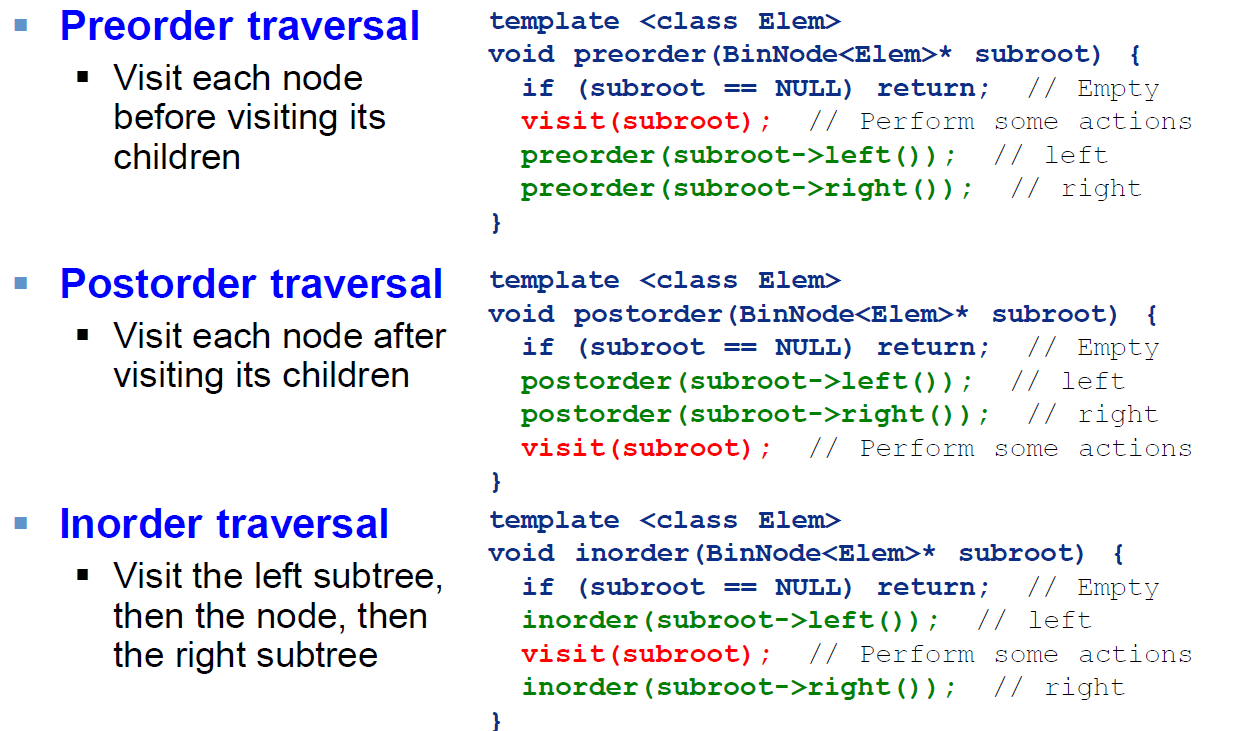 Preorder traversal
Visit each node
before visiting its
children
template <class Elem>
void preorder(BinNode<Elem>* subroot) {
  if (subroot == NULL) return;  // Empty
  visit(subroot);  // Perform some actions
  preorder(subroot->left());  // left
  preorder(subroot->right());  // right
}
Postorder traversal
Visit each node after
visiting its children
template <class Elem>
void postorder(BinNode<Elem>* subroot) {
  if (subroot == NULL) return;  // Empty
  postorder(subroot->left());  // left
  postorder(subroot->right());  // right
  visit(subroot);  // Perform some actions
}
Inorder traversal
Visit the left subtree,
then the node, then
the right subtree
template <class Elem>
void inorder(BinNode<Elem>* subroot) {
  if (subroot == NULL) return;  // Empty
  inorder(subroot->left());  // left
  visit(subroot);  // Perform some actions
  inorder(subroot->right());  // right
}